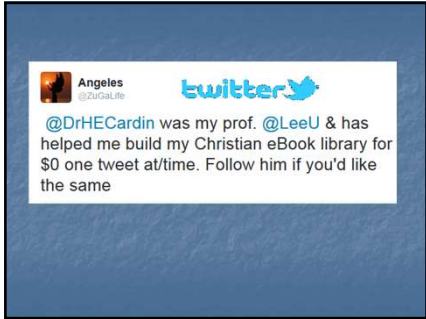 Angeles
@ZuGaLife
twitter
@DrHECardin was my prof. @LeeU & has
helped me build my Christian eBook library for
$0 one tweet at/time. Follow him if you'd like
the same